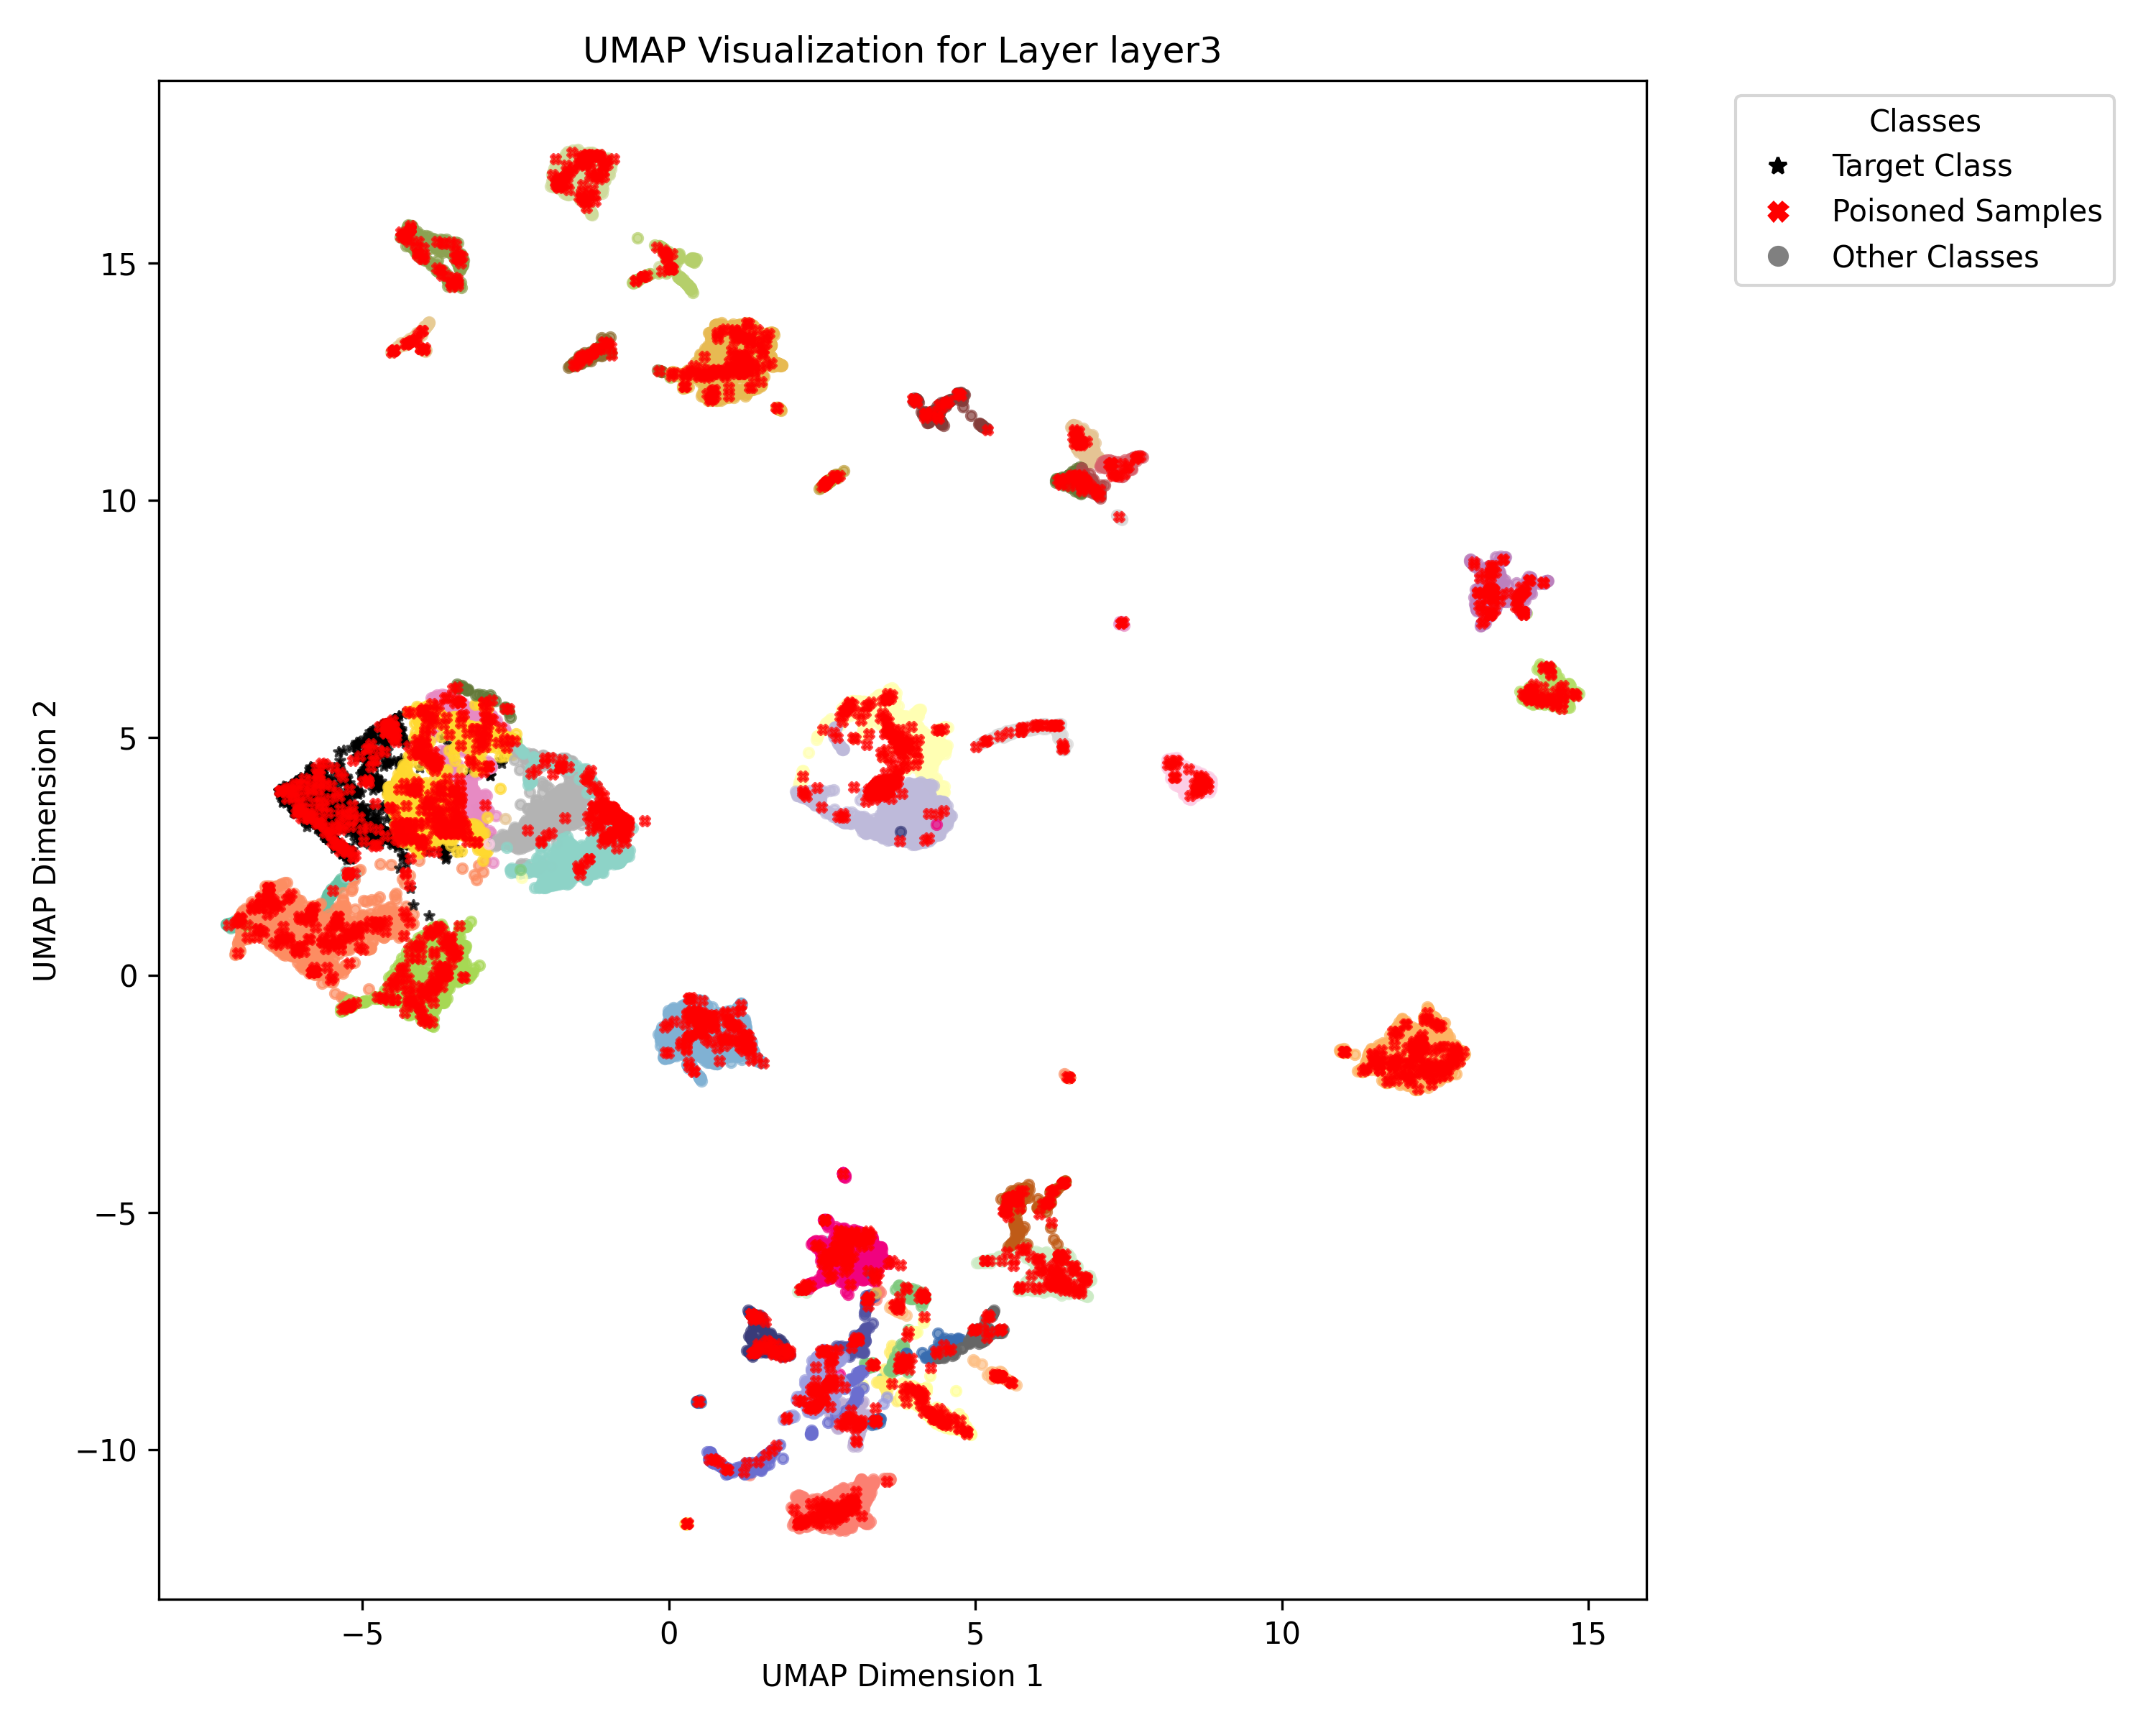 UMAP Visualization for Layer layer3
Classes
Target Class
Poisoned Samples
Other Classes
15
10
5
0
−5
−10
UMAP Dimension 2
−5 0 5 10 15
UMAP Dimension 1